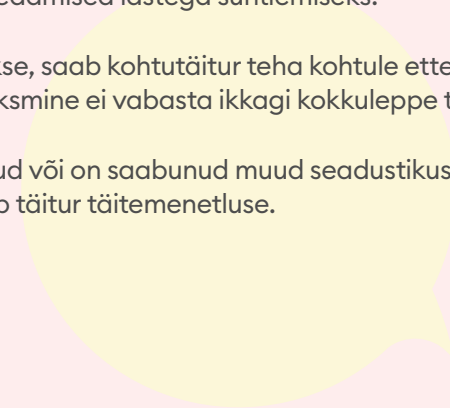 lastega suhtlemiseks.
se, saab kohtutäitur teha kohtule ette
ksmine ei vabasta ikkagi kokkuleppe t
ud või on saabunud muud seadustikus
täitur täitemenetluse.